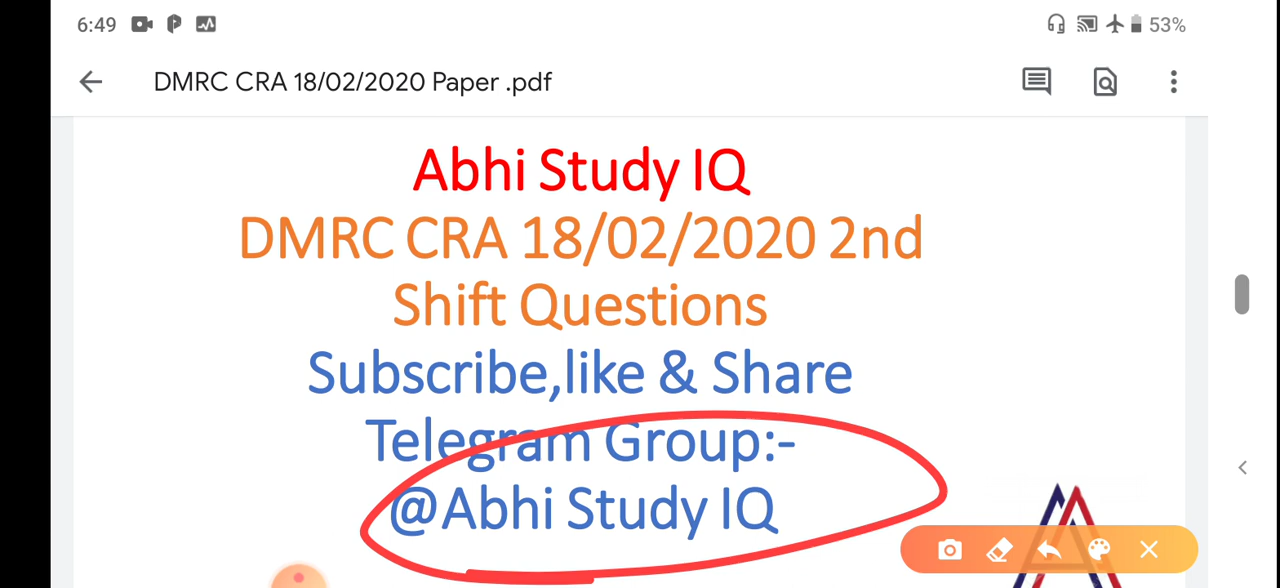 6:49
53%
DMRC CRA 18/02/2020 Paper .pdf
Abhi Study IQ
DMRC CRA 18/02/2020 2nd
Shift Questions
Subscribe,like & Share
Telegram Group:-
@Abhi Study IQ